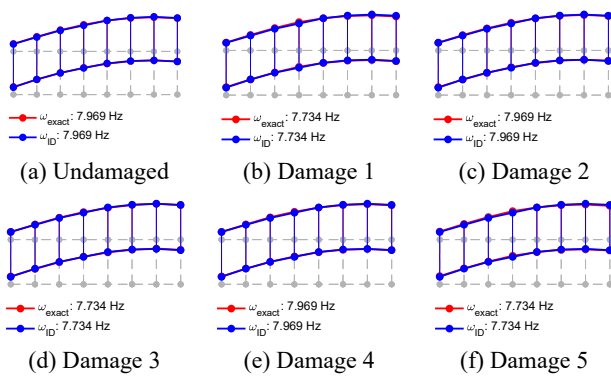 ω_exact: 7.969 Hz
ω_ID: 7.969 Hz
(a) Undamaged
ω_exact: 7.734 Hz
ω_ID: 7.734 Hz
(b) Damage 1
ω_exact: 7.969 Hz
ω_ID: 7.969 Hz
(c) Damage 2
ω_exact: 7.734 Hz
ω_ID: 7.734 Hz
(d) Damage 3
ω_exact: 7.969 Hz
ω_ID: 7.969 Hz
(e) Damage 4
ω_exact: 7.734 Hz
ω_ID: 7.734 Hz
(f) Damage 5